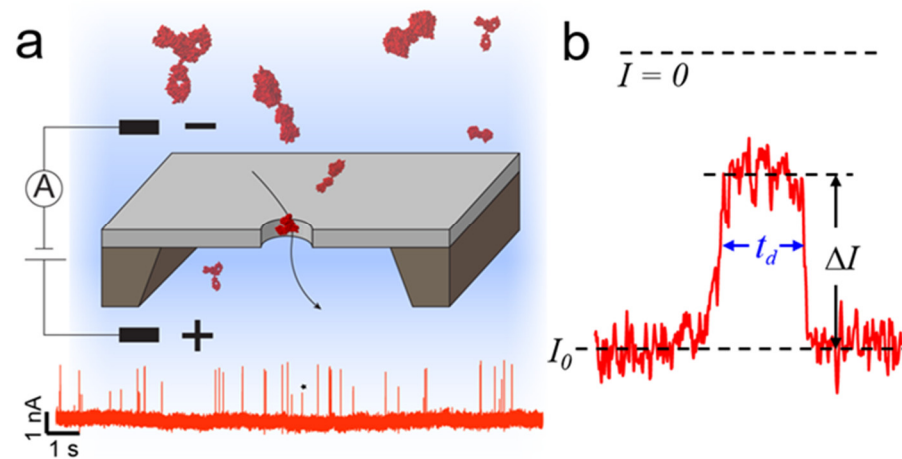 a
−
A
+
1 nA
1 s
*
b
I = 0
t_d
ΔI
I_0